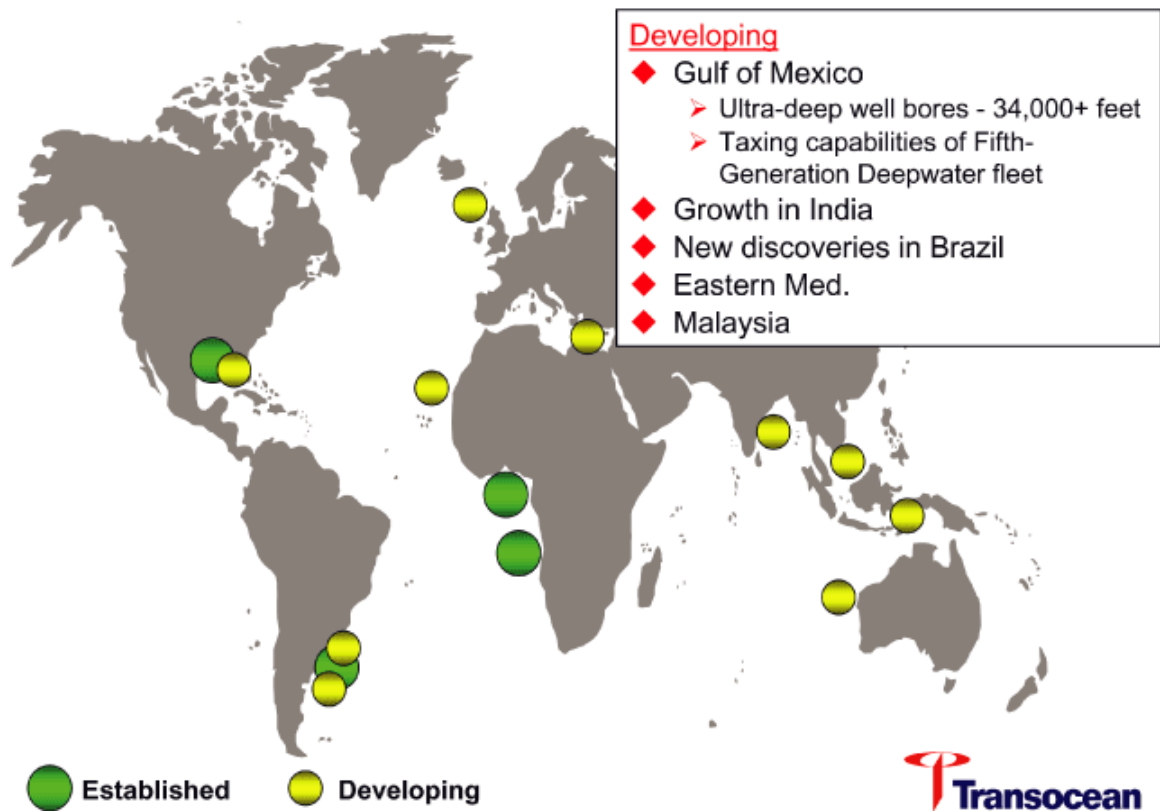 Developing
Gulf of Mexico
Ultra-deep well bores - 34,000+ feet
Taxing capabilities of Fifth-
Generation Deepwater fleet
Growth in India
New discoveries in Brazil
Eastern Med.
Malaysia
Established
Developing
Transocean